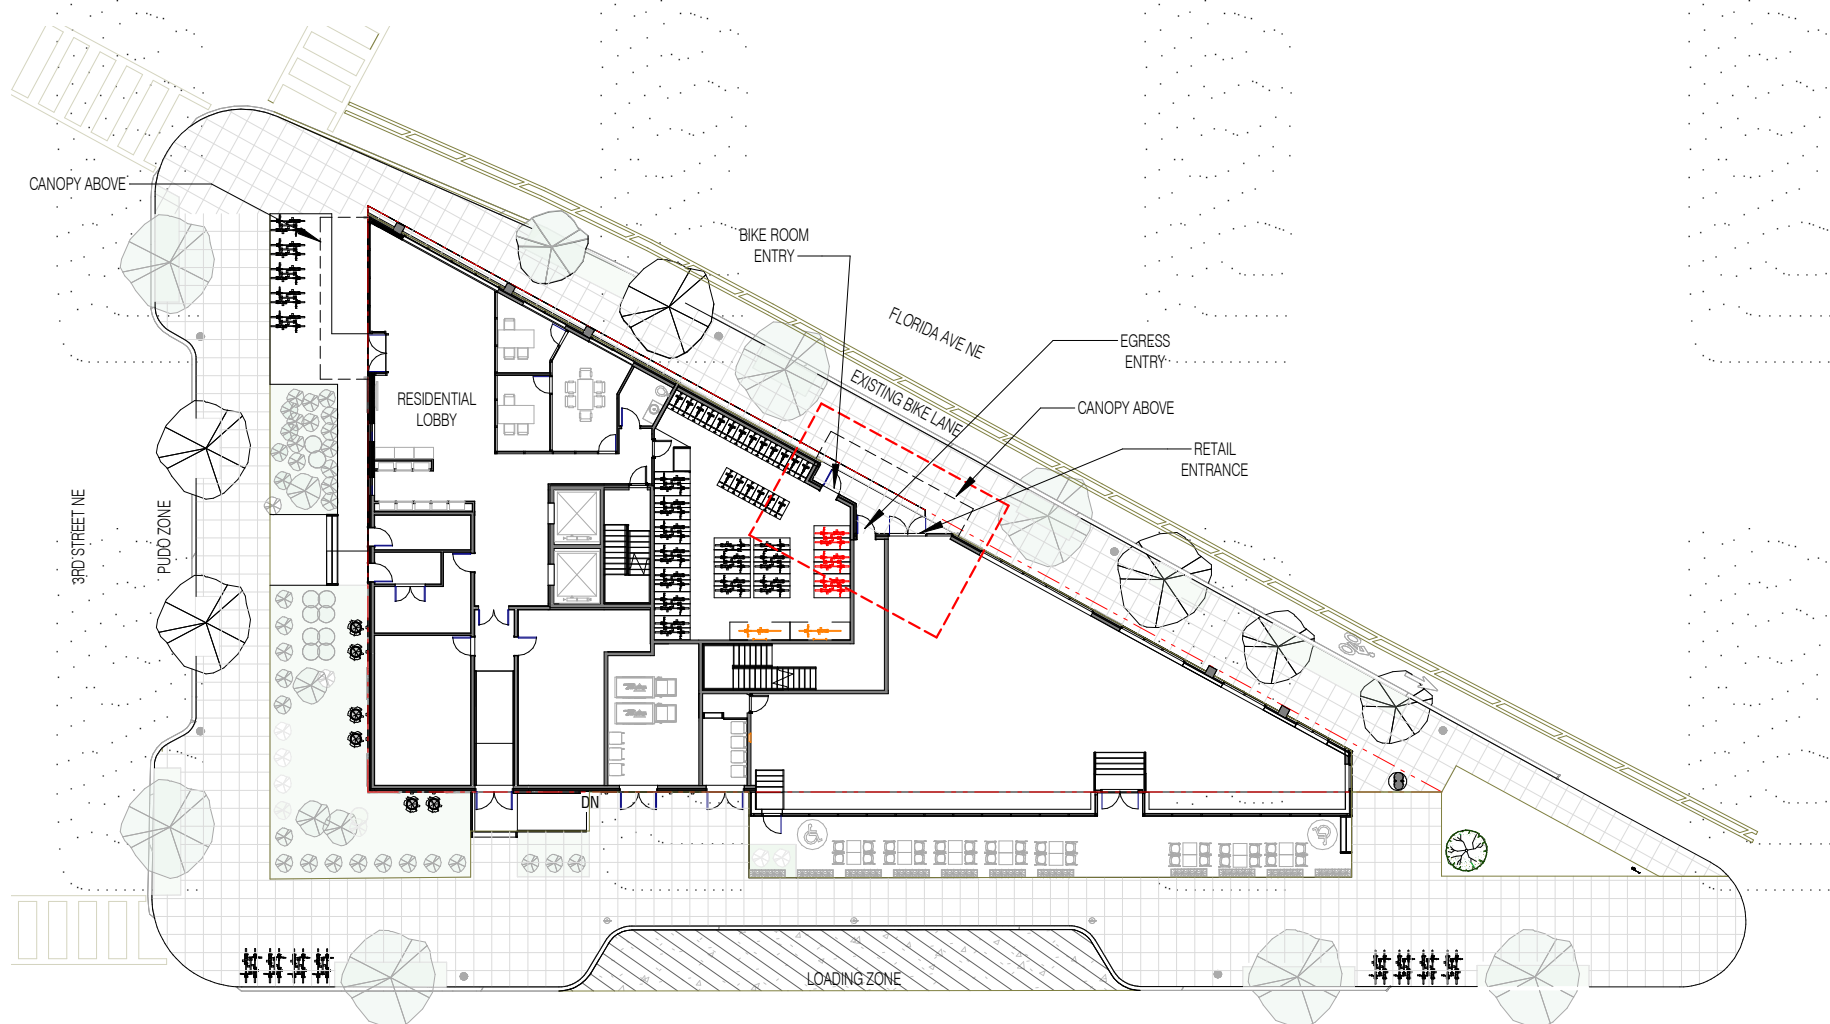 CANOPY ABOVE
BIKE ROOM
ENTRY
FLORIDA AVE NE
EGRESS
ENTRY
EXISTING BIKE LANE
CANOPY ABOVE
RETAIL
ENTRANCE
RESIDENTIAL
LOBBY
3RD STREET NE
PUDO ZONE
DN
LOADING ZONE